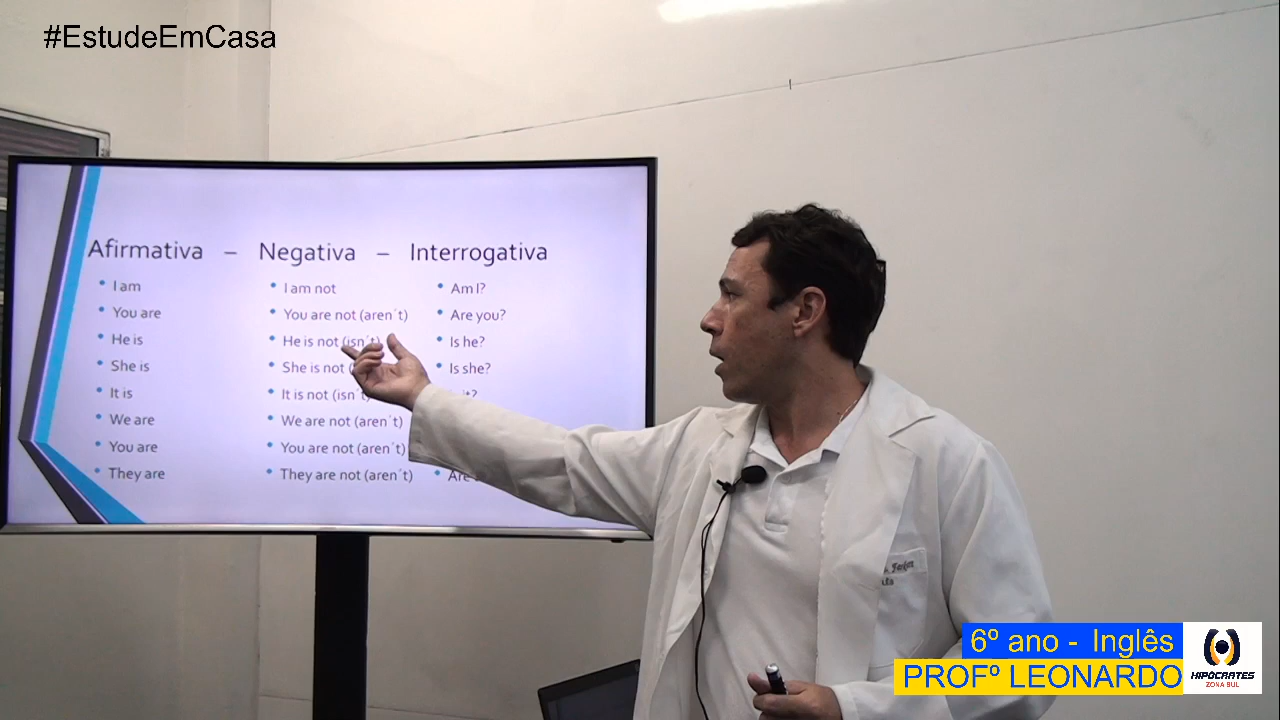 #EstudeEmCasa
Afirmativa – Negativa – Interrogativa
• I am • I am not • Am I?
• You are • You are not (aren´t) • Are you?
• He is • He is not (isn´t) • Is he?
• She is • She is not • Is she?
• It is • It is not (isn´t)
• We are • We are not (aren´t)
• You are • You are not (aren´t)
• They are • They are not (aren´t) • Are
6º ano - Inglês
PROFº LEONARDO
HIPÓCRATES
ZONA SUL